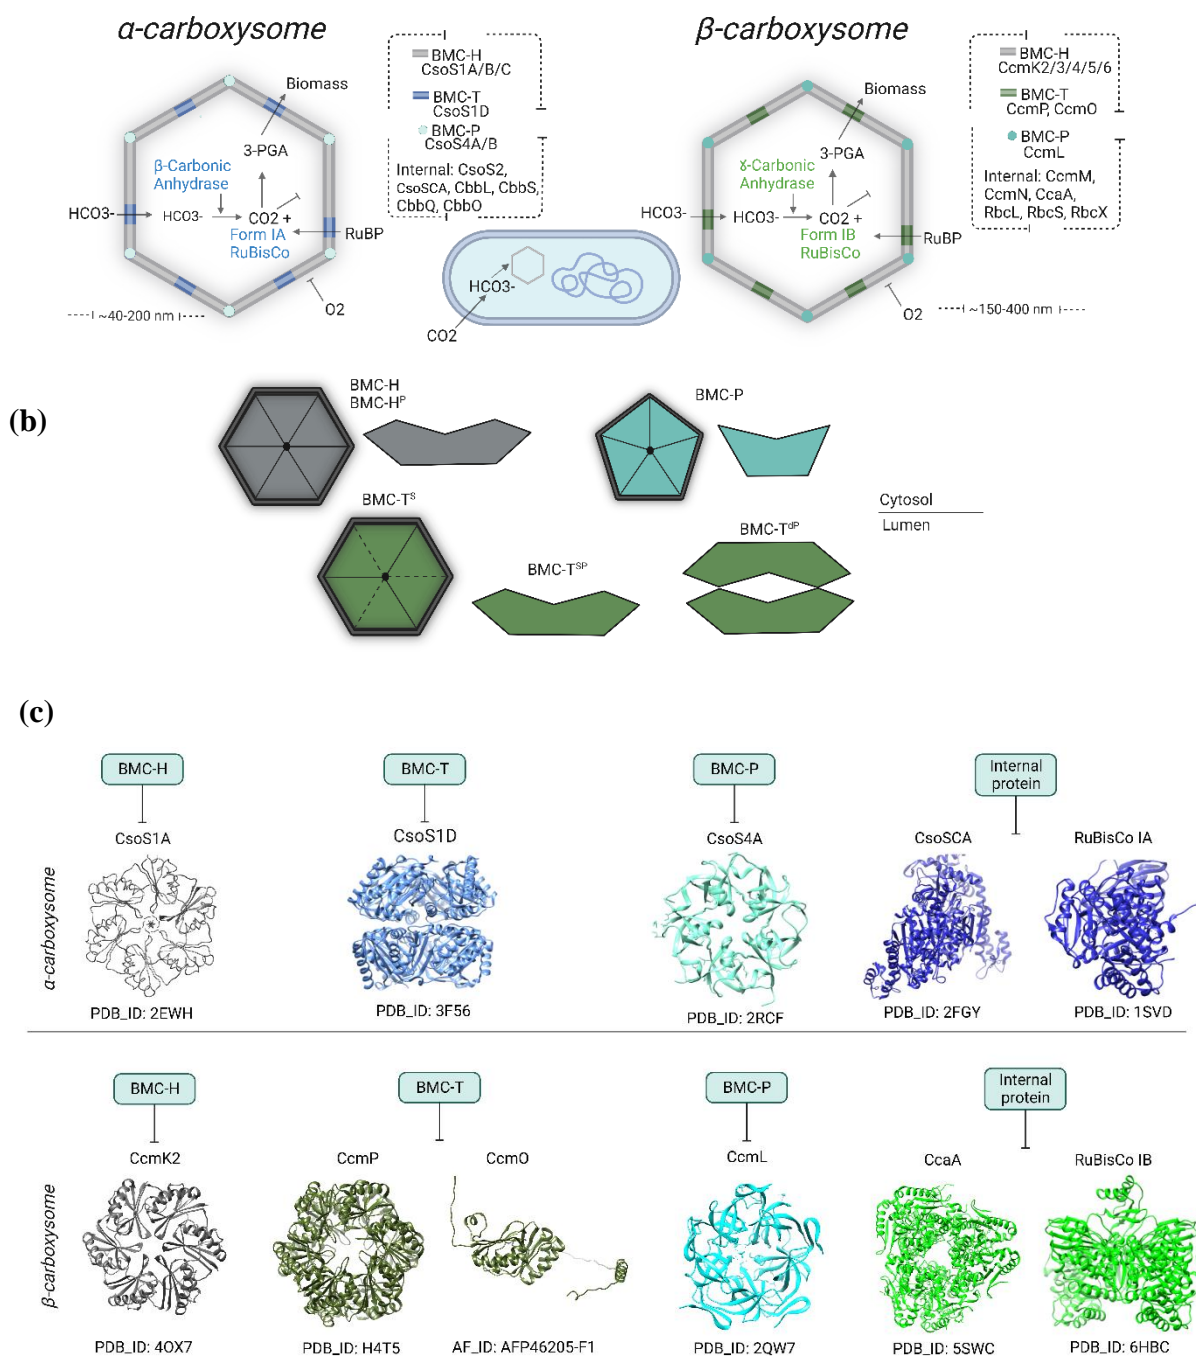 α-carboxysome
β-carboxysome
BMC-H
CsoS1A/B/C
BMC-T
CsoS1D
BMC-P
CsoS4A/B
Internal: CsoS2,
CsoSCA, CbbL, CbbS,
CbbQ, CbbO
BMC-H
CcmK2/3/4/5/6
BMC-T
CcmP, CcmO
BMC-P
CcmL
Internal: CcmM,
CcmN, CcaA,
RbcL, RbcS, RbcX
Biomass
3-PGA
β-Carbonic
Anhydrase
HCO3-
HCO3-
CO2 +
Form IA
RuBisCo
RuBP
O2
~40-200 nm
HCO3-
CO2
Biomass
3-PGA
ɤ-Carbonic
Anhydrase
HCO3-
HCO3-
CO2 +
Form IB
RuBisCo
RuBP
O2
~150-400 nm
(b)
BMC-H
BMC-Hᴾ
BMC-P
BMC-Tˢ
BMC-Tˢᴾ
BMC-Tᵈᴾ
Cytosol
Lumen
(c)
α-carboxysome
BMC-H
BMC-T
BMC-P
Internal
protein
CsoS1A
CsoS1D
CsoS4A
CsoSCA
RuBisCo IA
PDB_ID: 2EWH
PDB_ID: 3F56
PDB_ID: 2RCF
PDB_ID: 2FGY
PDB_ID: 1SVD
β-carboxysome
BMC-H
BMC-T
BMC-P
Internal
protein
CcmK2
CcmP
CcmO
CcmL
CcaA
RuBisCo IB
PDB_ID: 4OX7
PDB_ID: H4T5
AF_ID: AFP46205-F1
PDB_ID: 2QW7
PDB_ID: 5SWC
PDB_ID: 6HBC